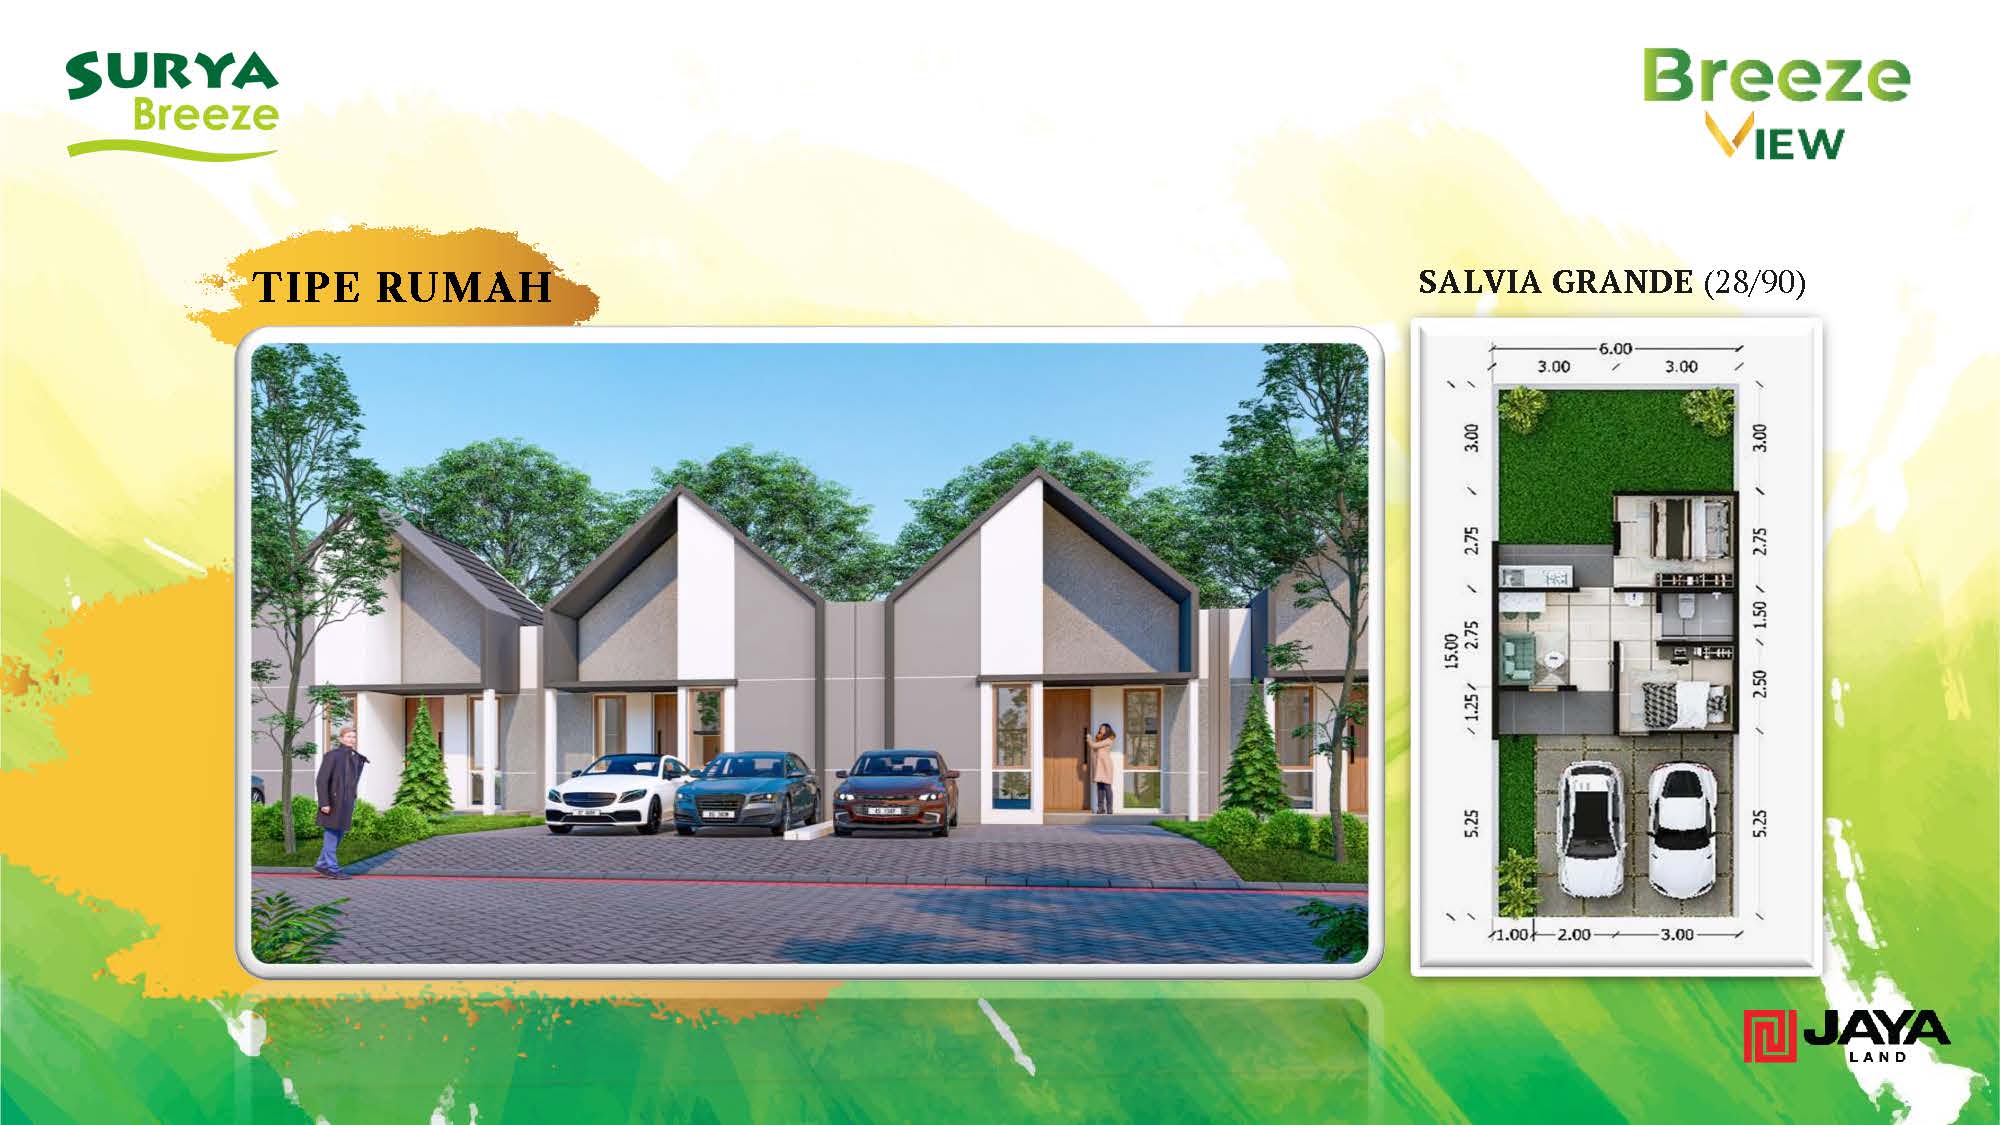 SURYA
Breeze
Breeze
VIEW
TIPE RUMAH
SALVIA GRANDE (28/90)
6.00
3.00 3.00
3.00
2.75
15.00
2.75
1.25
5.25
3.00
2.75
1.50
2.50
5.25
1.00 2.00 3.00
JAYA
LAND